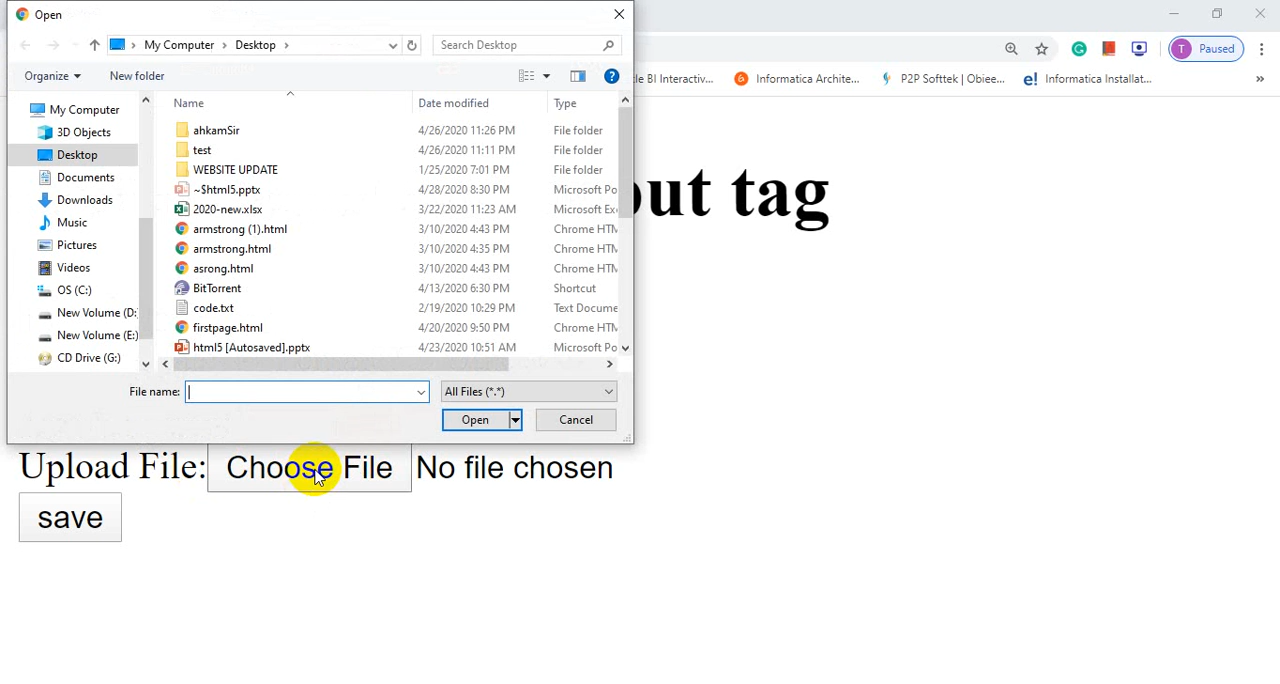 Open
My Computer > Desktop >
Search Desktop
T Paused
Organize
New folder
le BI Interactiv...
Informatica Archite...
P2P Softtek | Obiee...
e! Informatica Installat...
»
My Computer
3D Objects
Desktop
Documents
Downloads
Music
Pictures
Videos
OS (C:)
New Volume (D:
New Volume (E:)
CD Drive (G:)
Name Date modified Type
ahkamSir 4/26/2020 11:26 PM File folder
test 4/26/2020 11:11 PM File folder
WEBSITE UPDATE 1/25/2020 7:01 PM File folder
~$html5.pptx 4/28/2020 8:30 PM Microsoft Po
2020-new.xlsx 3/22/2020 11:23 AM Microsoft Ex
armstrong (1).html 3/10/2020 4:43 PM Chrome HTM
armstrong.html 3/10/2020 4:35 PM Chrome HTM
asrong.html 3/10/2020 4:43 PM Chrome HTM
BitTorrent 4/13/2020 6:30 PM Shortcut
code.txt 2/19/2020 10:29 PM Text Docume
firstpage.html 4/20/2020 9:50 PM Chrome HTM
html5 [Autosaved].pptx 4/23/2020 10:51 AM Microsoft Po
File name:
All Files (*.*)
Open
Cancel
out tag
Upload File: Choose File No file chosen
save